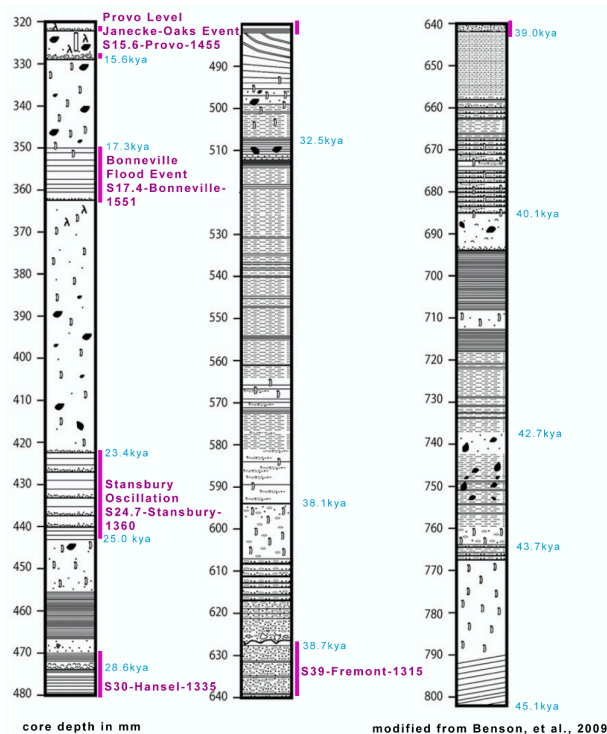 Provo Level
Janecke-Oaks Event
S15.6-Provo-1455
320
330
340
350
360
370
380
390
400
410
420
430
440
450
460
470
480
15.6kya
17.3kya
Bonneville
Flood Event
S17.4-Bonneville-
1551
23.4kya
Stansbury
Oscillation
S24.7-Stansbury-
1360
25.0 kya
28.6kya
S30-Hansel-1335
490
500
510
520
530
540
550
560
570
580
590
600
610
620
630
640
32.5kya
38.1kya
38.7kya
S39-Fremont-1315
640
650
660
670
680
690
700
710
720
730
740
750
760
770
780
790
800
39.0kya
40.1kya
42.7kya
43.7kya
45.1kya
core depth in mm
modified from Benson, et al., 2009